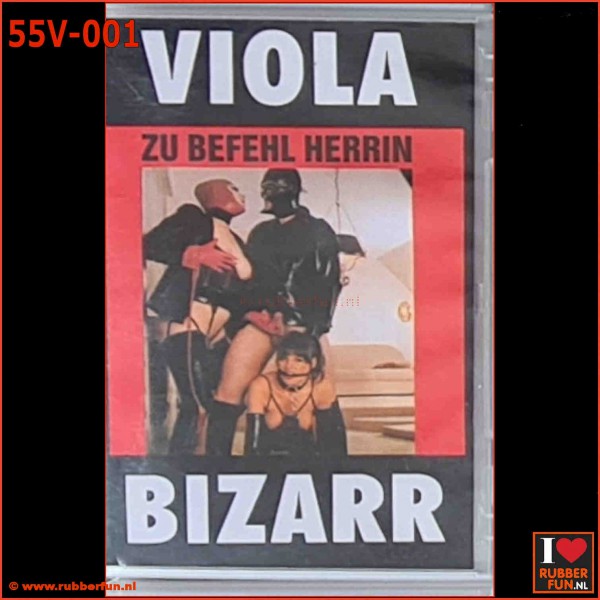 55V-001
VIOLA
ZU BEFEHL HERRIN
BIZARR
© www.rubberfun.nl
I
RUBBER
FUN.NL